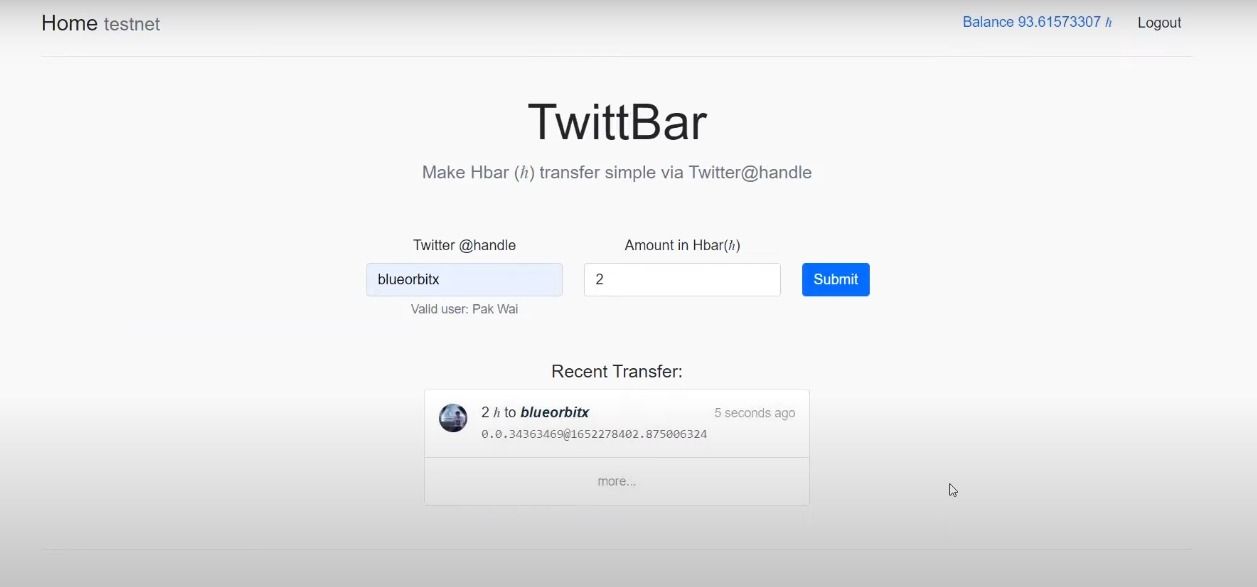 Home testnet
Balance 93.61573307 ℏ
Logout
TwittBar
Make Hbar (ℏ) transfer simple via Twitter@handle
Twitter @handle
Amount in Hbar(ℏ)
blueorbitx
2
Submit
Valid user: Pak Wai
Recent Transfer:
2 ℏ to blueorbitx
5 seconds ago
0.0.34363469@1652278402.875006324
more...